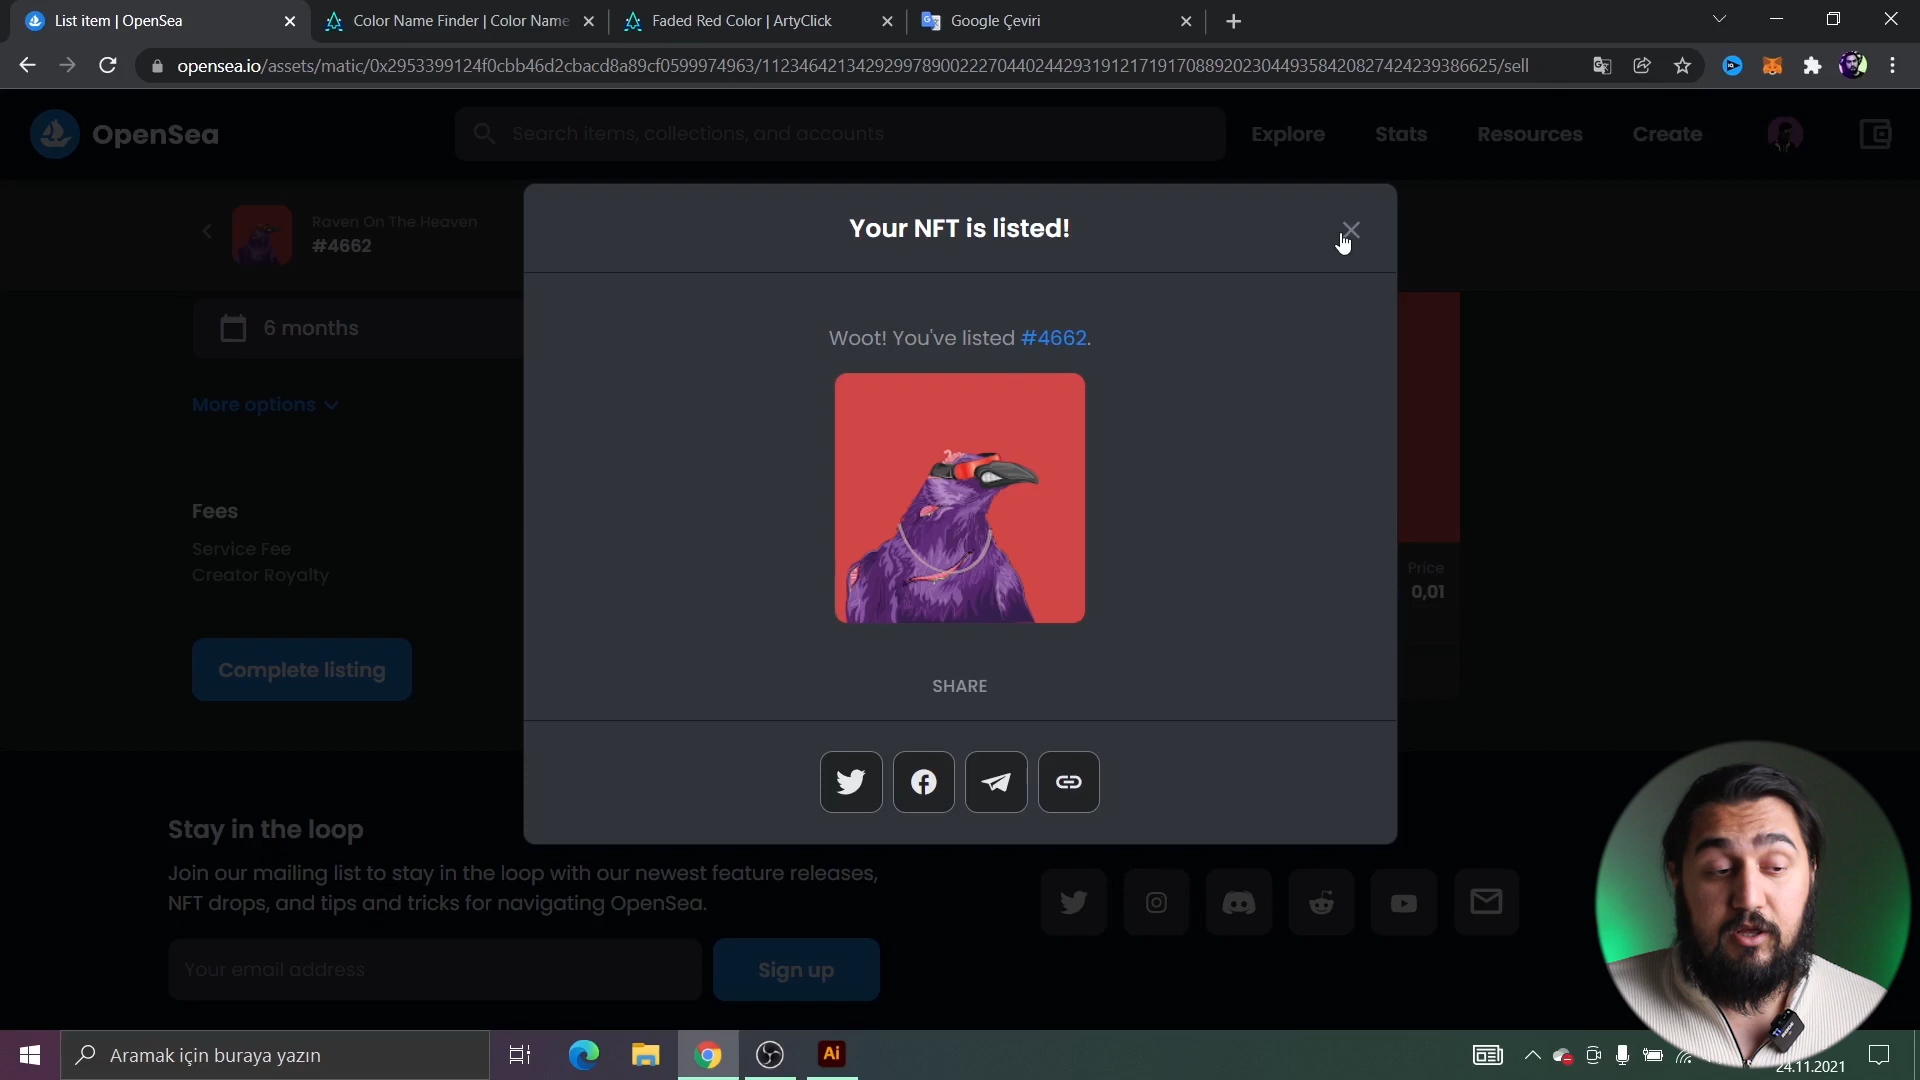 List item | OpenSea
Color Name Finder | Color Name
Faded Red Color | ArtyClick
Google Çeviri
opensea.io/assets/matic/0x2953399124f0cbb46d2cbacd8a89cf0599974963/112346421342929978900222704402442931912171917088920230449358420827424239386625/sell
OpenSea
Search items, collections, and accounts
Explore
Stats
Resources
Create
Raven On The Heaven
#4662
Your NFT is listed!
6 months
Woot! You've listed #4662.
More options
Fees
Service Fee
Creator Royalty
Price
0,01
Complete listing
SHARE
Stay in the loop
Join our mailing list to stay in the loop with our newest feature releases,
NFT drops, and tips and tricks for navigating OpenSea.
Your email address
Sign up
Aramak için buraya yazın
Ai
24.11.2021